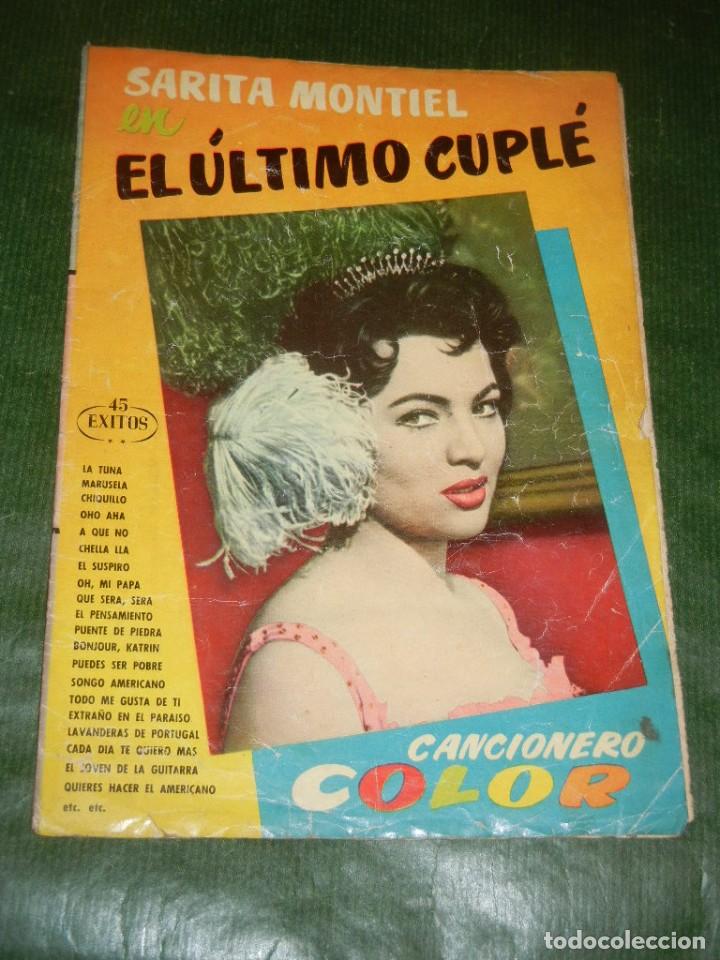 SARITA MONTIEL
en
EL ÚLTIMO CUPLÉ
45
EXITOS
LA TUNA
MARUSELA
CHIQUILLO
OHO AHA
A QUE NO
CHELLA LLA
EL SUSPIRO
OH, MI PAPA
QUE SERA, SERA
EL PENSAMIENTO
PUENTE DE PIEDRA
BONJOUR, KATRIN
PUEDES SER POBRE
SONGO AMERICANO
TODO ME GUSTA DE TI
EXTRAÑO EN EL PARAISO
LAVANDERAS DE PORTUGAL
CADA DIA TE QUIERO MAS
EL JOVEN DE LA GUITARRA
QUIERES HACER EL AMERICANO
etc. etc.
CANCIONERO
COLOR
todocoleccion.net